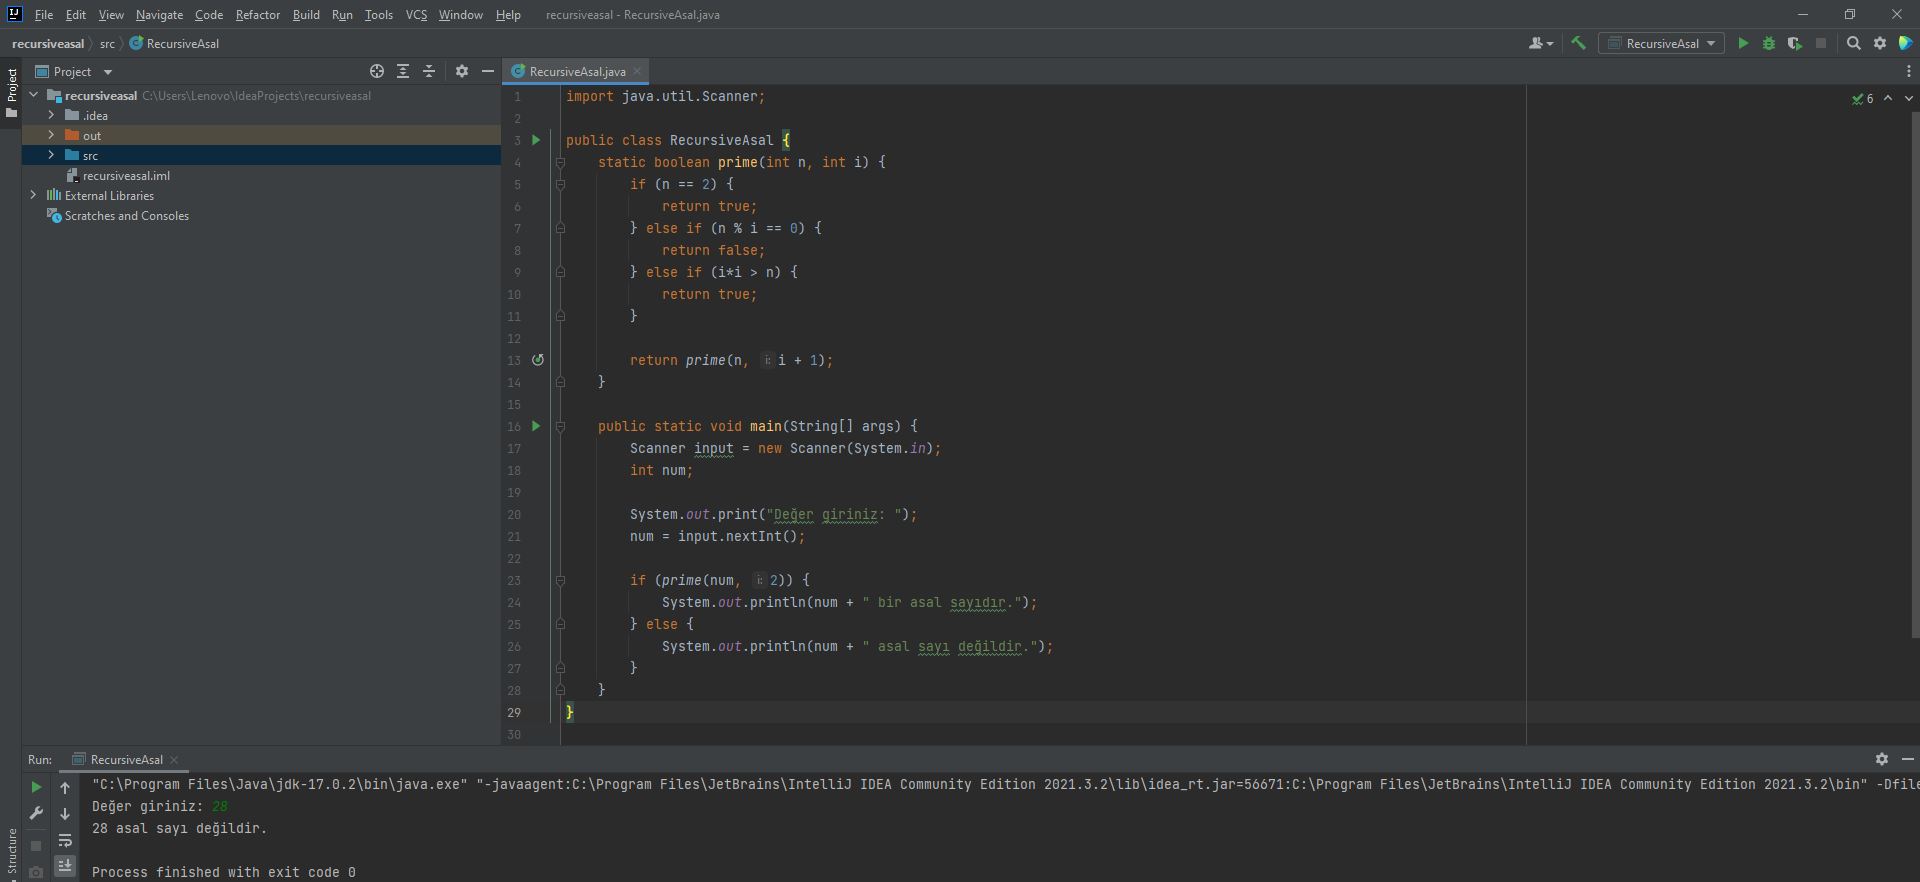 File Edit View Navigate Code Refactor Build Run Tools VCS Window Help recursiveasal - RecursiveAsal.java
recursiveasal src RecursiveAsal
RecursiveAsal
Project
Project
recursiveasal C:\Users\Lenovo\IdeaProjects\recursiveasal
.idea
out
src
recursiveasal.iml
External Libraries
Scratches and Consoles
RecursiveAsal.java
6
1 import java.util.Scanner;
2
3 public class RecursiveAsal {
4 static boolean prime(int n, int i) {
5 if (n == 2) {
6 return true;
7 } else if (n % i == 0) {
8 return false;
9 } else if (i*i > n) {
10 return true;
11 }
12
13 return prime(n, i: i + 1);
14 }
15
16 public static void main(String[] args) {
17 Scanner input = new Scanner(System.in);
18 int num;
19
20 System.out.print("Değer giriniz: ");
21 num = input.nextInt();
22
23 if (prime(num, i: 2)) {
24 System.out.println(num + " bir asal sayıdır.");
25 } else {
26 System.out.println(num + " asal sayı değildir.");
27 }
28 }
29 }
30
Run: RecursiveAsal
Structure
"C:\Program Files\Java\jdk-17.0.2\bin\java.exe" "-javaagent:C:\Program Files\JetBrains\IntelliJ IDEA Community Edition 2021.3.2\lib\idea_rt.jar=56671:C:\Program Files\JetBrains\IntelliJ IDEA Community Edition 2021.3.2\bin" -Dfile
Değer giriniz: 28
28 asal sayı değildir.
Process finished with exit code 0